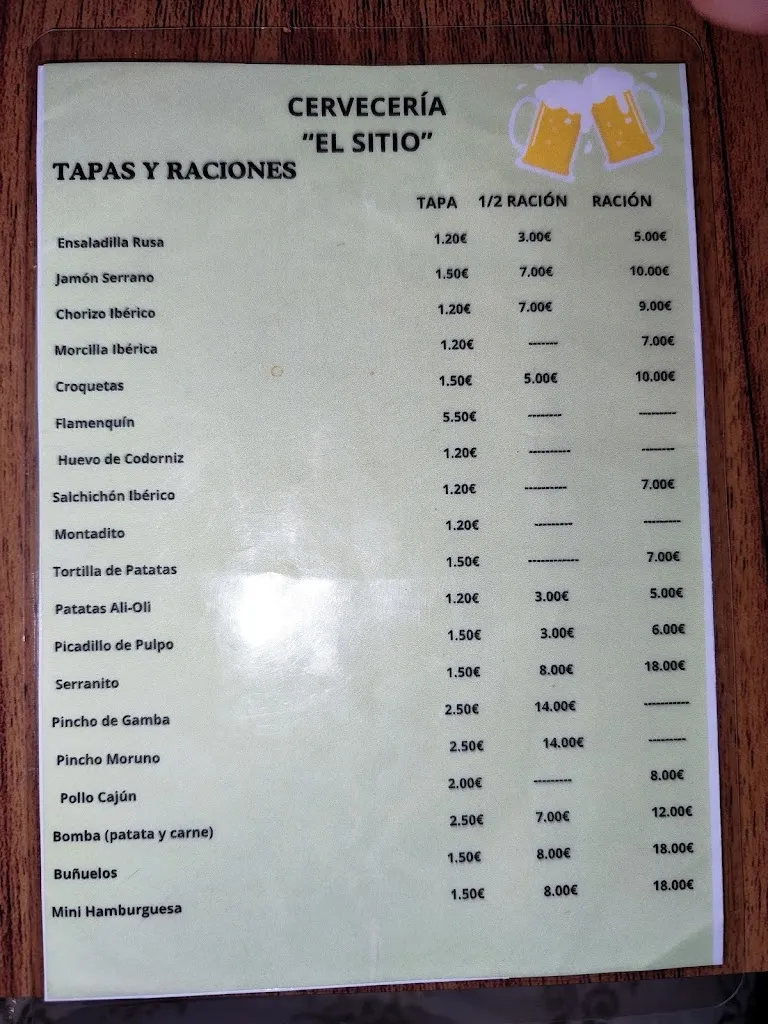 CERVECERÍA
"EL SITIO"
TAPAS Y RACIONES
TAPA 1/2 RACIÓN RACIÓN
Ensaladilla Rusa 1.20€ 3.00€ 5.00€
Jamón Serrano 1.50€ 7.00€ 10.00€
Chorizo Ibérico 1.20€ 7.00€ 9.00€
Morcilla Ibérica 1.20€ ------- 7.00€
Croquetas 1.50€ 5.00€ 10.00€
Flamenquín 5.50€ -------- ---------
Huevo de Codorniz 1.20€ ---------- --------
Salchichón Ibérico 1.20€ ---------- 7.00€
Montadito 1.20€ --------- ---------
Tortilla de Patatas 1.50€ ------------ 7.00€
Patatas Ali-Oli 1.20€ 3.00€ 5.00€
Picadillo de Pulpo 1.50€ 3.00€ 6.00€
Serranito 1.50€ 8.00€ 18.00€
Pincho de Gamba 2.50€ 14.00€ -----------
Pincho Moruno 2.50€ 14.00€ ---------
Pollo Cajún 2.00€ --------- 8.00€
Bomba (patata y carne) 2.50€ 7.00€ 12.00€
Buñuelos 1.50€ 8.00€ 18.00€
Mini Hamburguesa 1.50€ 8.00€ 18.00€